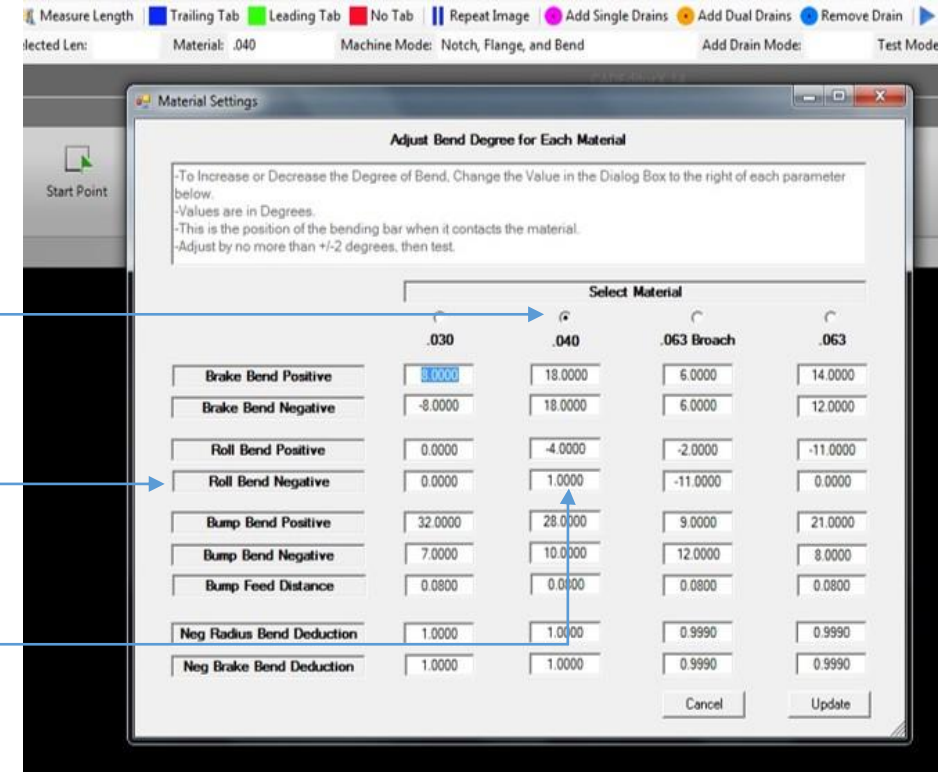 Measure Length Trailing Tab Leading Tab No Tab Repeat Image Add Single Drains Add Dual Drains Remove Drain
lected Len: Material: .040 Machine Mode: Notch, Flange, and Bend Add Drain Mode: Test Mode
Material Settings
Start Point
Adjust Bend Degree for Each Material
-To Increase or Decrease the Degree of Bend, Change the Value in the Dialog Box to the right of each parameter
below.
-Values are in Degrees.
-This is the position of the bending bar when it contacts the material.
-Adjust by no more than +/-2 degrees, then test.
Select Material
.030 .040 .063 Broach .063
Brake Bend Positive 8.0000 18.0000 6.0000 14.0000
Brake Bend Negative -8.0000 18.0000 6.0000 12.0000
Roll Bend Positive 0.0000 -4.0000 -2.0000 -11.0000
Roll Bend Negative 0.0000 1.0000 -11.0000 0.0000
Bump Bend Positive 32.0000 28.0000 9.0000 21.0000
Bump Bend Negative 7.0000 10.0000 12.0000 8.0000
Bump Feed Distance 0.0800 0.0800 0.0800 0.0800
Neg Radius Bend Deduction 1.0000 1.0000 0.9990 0.9990
Neg Brake Bend Deduction 1.0000 1.0000 0.9990 0.9990
Cancel Update